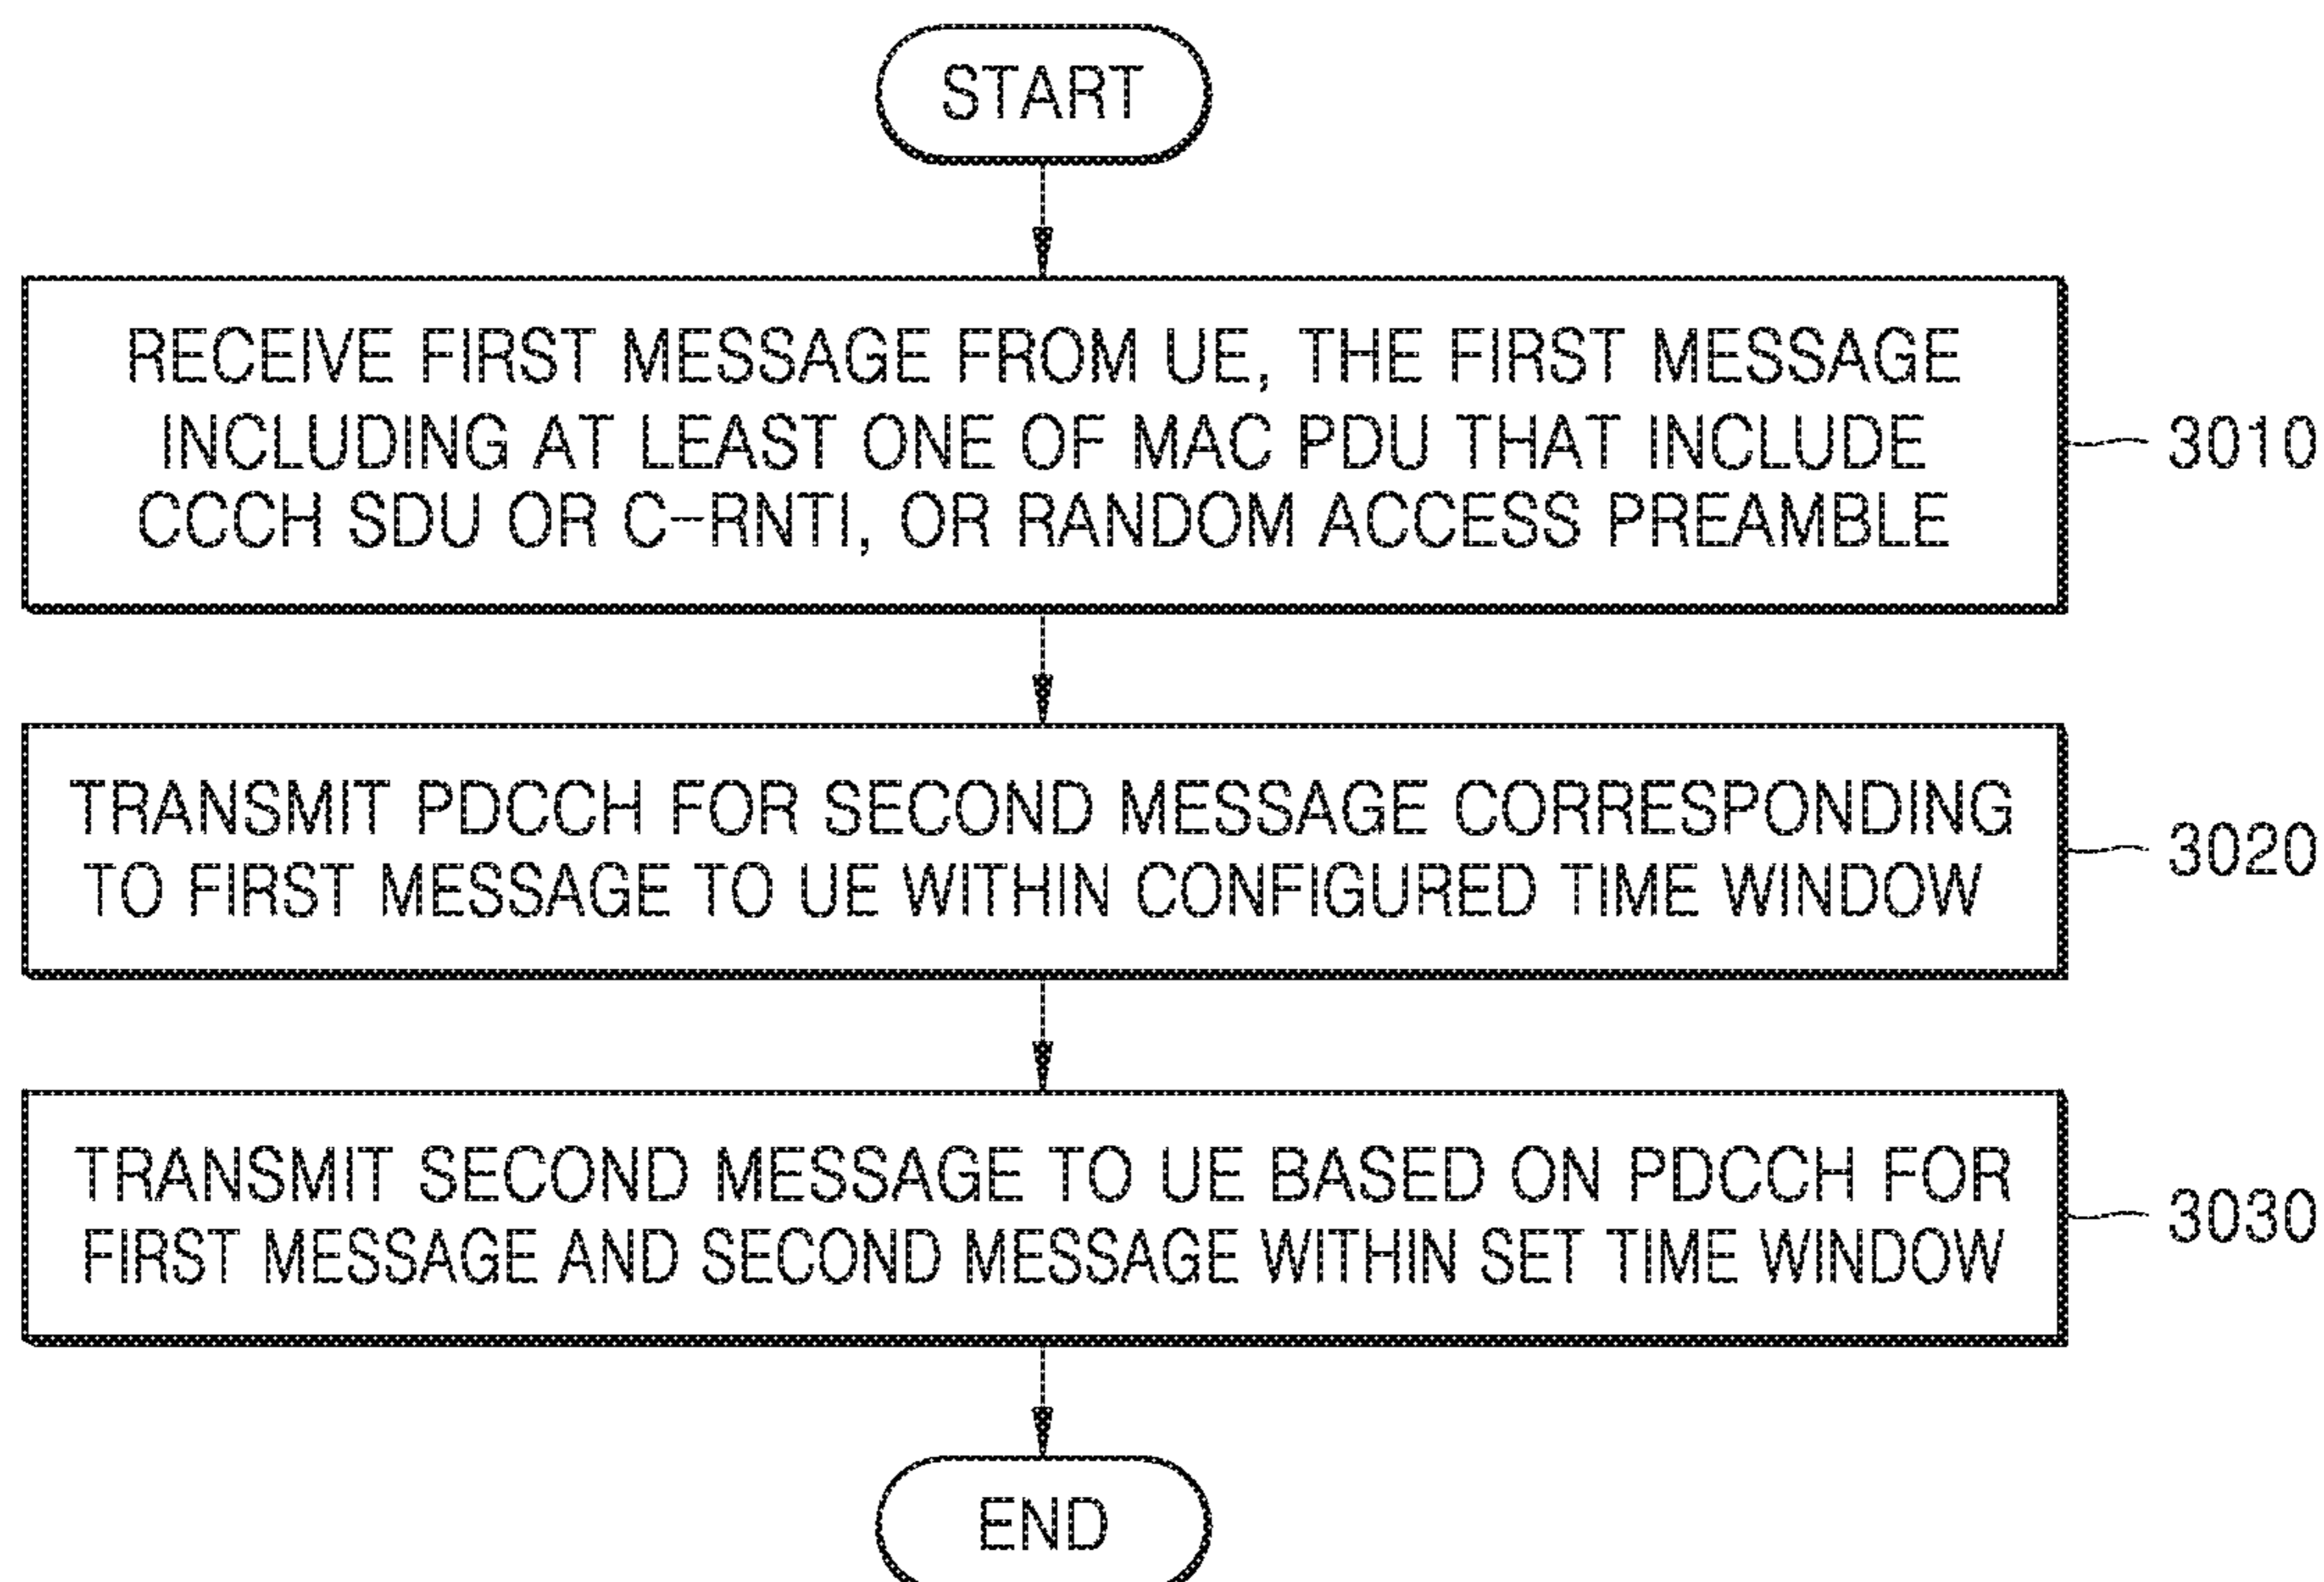 START
RECEIVE FIRST MESSAGE FROM UE, THE FIRST MESSAGE
INCLUDING AT LEAST ONE OF MAC PDU THAT INCLUDE
CCCH SDU OR C-RNTI, OR RANDOM ACCESS PREAMBLE
3010
TRANSMIT PDCCH FOR SECOND MESSAGE CORRESPONDING
TO FIRST MESSAGE TO UE WITHIN CONFIGURED TIME WINDOW
3020
TRANSMIT SECOND MESSAGE TO UE BASED ON PDCCH FOR
FIRST MESSAGE AND SECOND MESSAGE WITHIN SET TIME WINDOW
3030
END